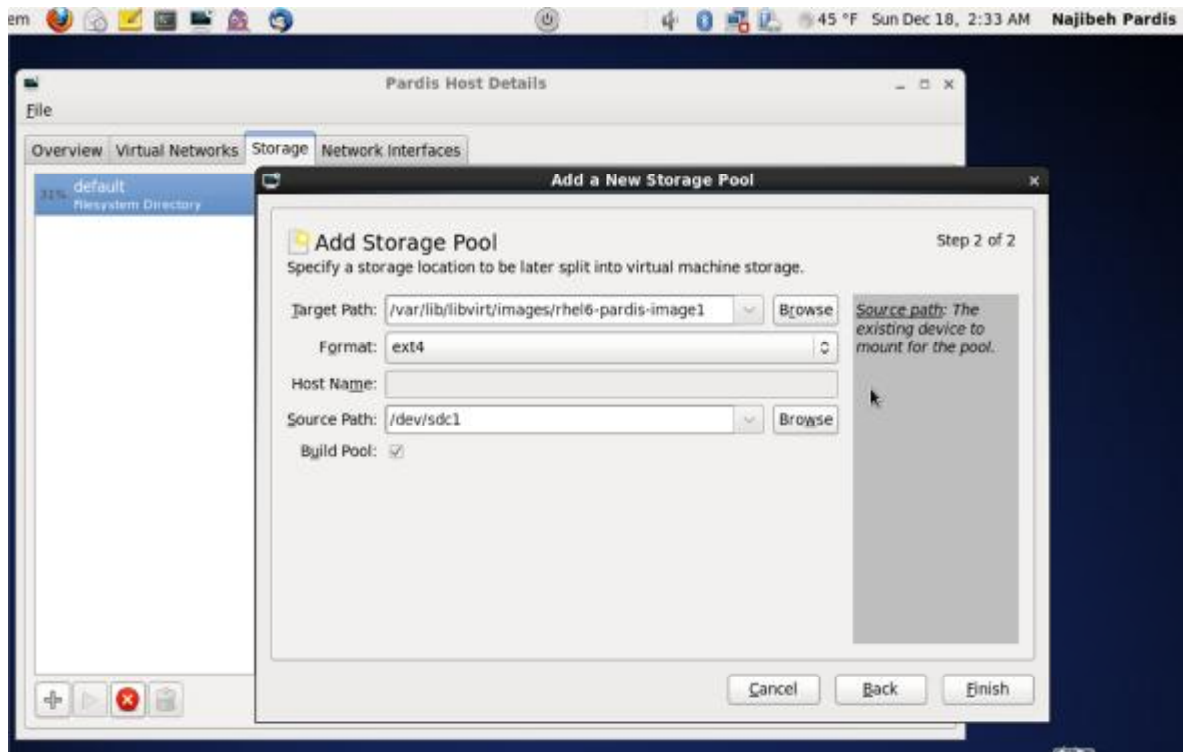 em 45 °F Sun Dec 18, 2:33 AM Najibeh Pardis
Pardis Host Details
File
Overview Virtual Networks Storage Network Interfaces
default
Filesystem Directory
Add a New Storage Pool
Add Storage Pool
Step 2 of 2
Specify a storage location to be later split into virtual machine storage.
Target Path: /var/lib/libvirt/images/rhel6-pardis-image1 Browse
Format: ext4
Host Name:
Source Path: /dev/sdc1 Browse
Build Pool:
Source path: The
existing device to
mount for the pool.
Cancel Back Finish